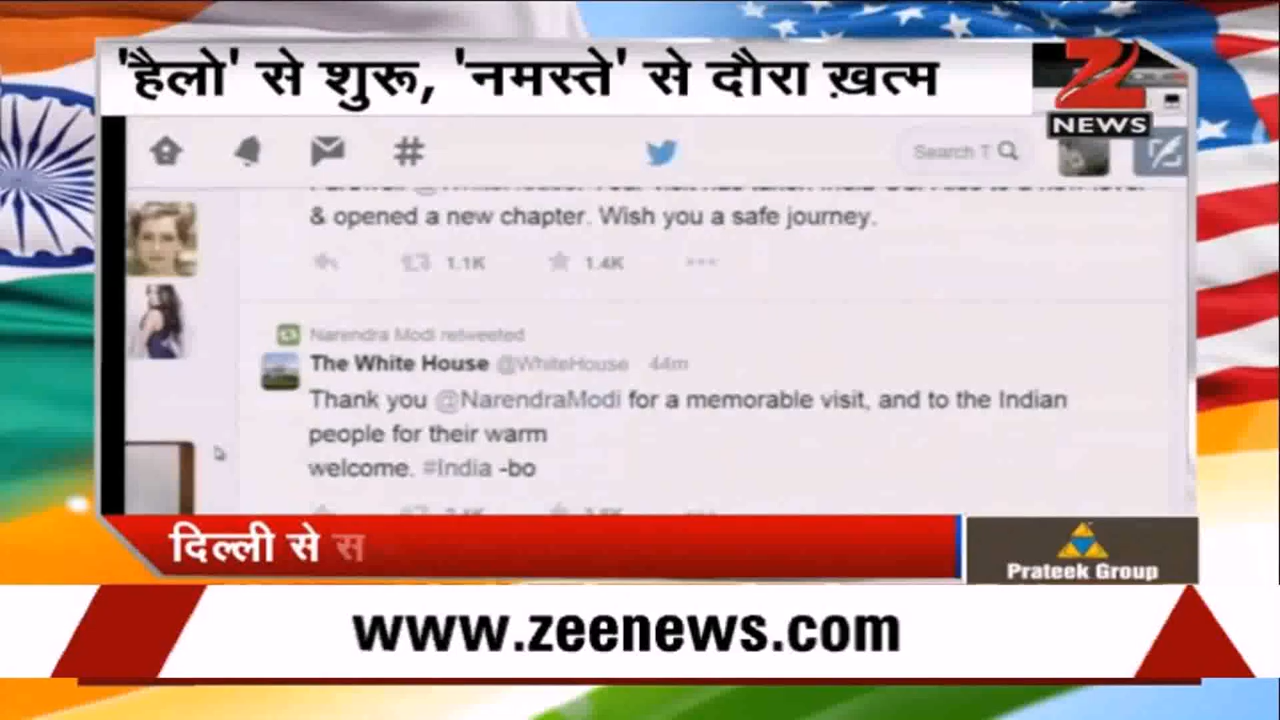 'हैलो' से शुरू, 'नमस्ते' से दौरा ख़त्म
Z
NEWS
Search T
& opened a new chapter. Wish you a safe journey.
1.1K 1.4K
Narendra Modi retweeted
The White House @WhiteHouse 44m
Thank you @NarendraModi for a memorable visit, and to the Indian
people for their warm
welcome. #India -bo
दिल्ली से स
Prateek Group
www.zeenews.com